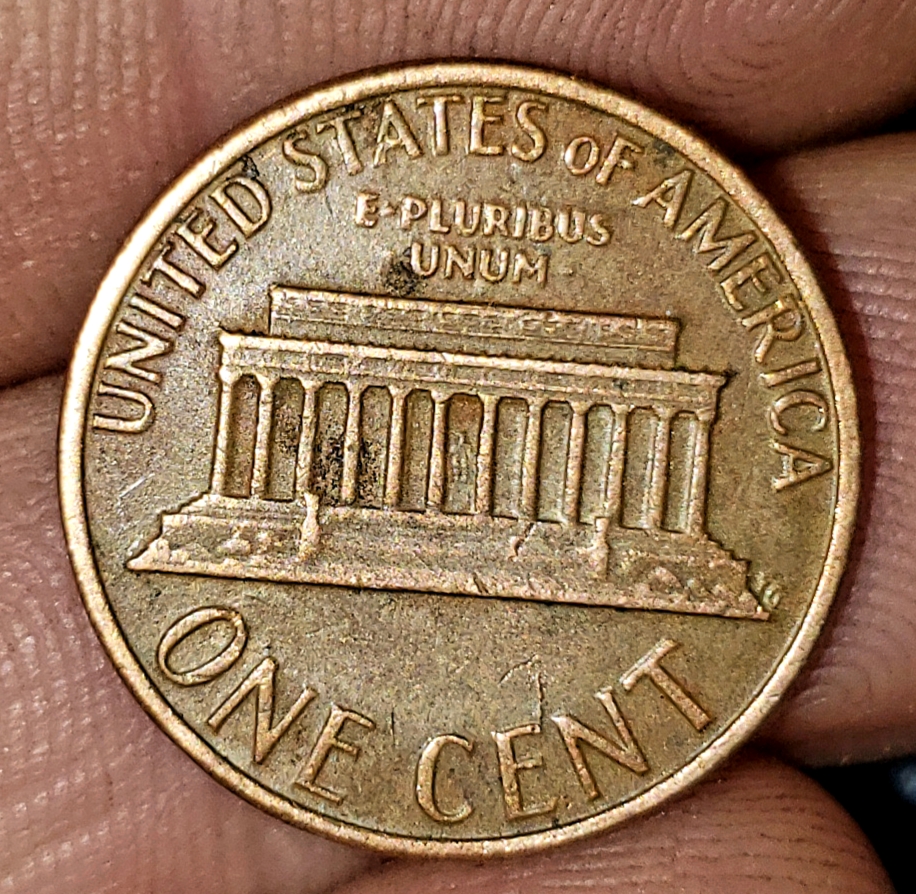 UNITED STATES OF AMERICA
E·PLURIBUS
UNUM
ONE CENT